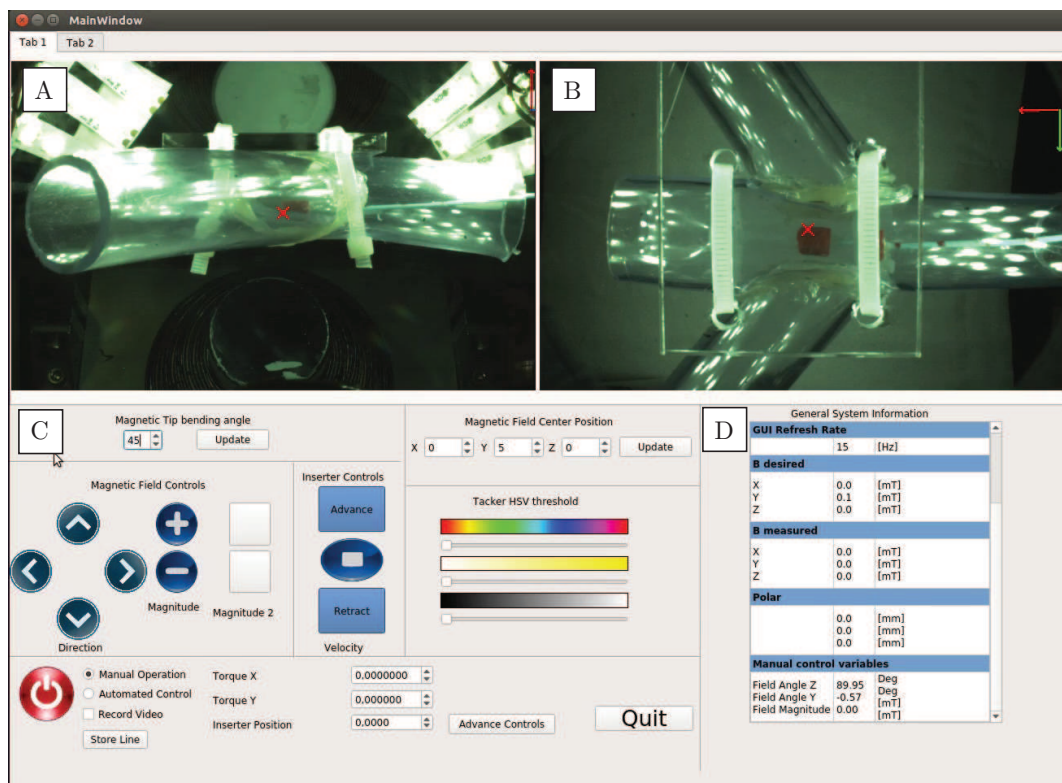 MainWindow
Tab 1 Tab 2
A
B
C
Magnetic Tip bending angle
45
Update
Magnetic Field Controls
Magnitude
Magnitude 2
Direction
Inserter Controls
Advance
Retract
Velocity
Magnetic Field Center Position
X 0 Y 5 Z 0 Update
Tacker HSV threshold
D
General System Information
GUI Refresh Rate
15 [Hz]
B desired
X 0.0 [mT]
Y 0.1 [mT]
Z 0.0 [mT]
B measured
X 0.0 [mT]
Y 0.0 [mT]
Z 0.0 [mT]
Polar
0.0 [mm]
0.0 [mm]
0.0 [mm]
Manual control variables
Field Angle Z 89.95 Deg
Field Angle Y -0.57 Deg
Field Magnitude 0.00 [mT]
[mT]
Manual Operation
Automated Control
Record Video
Store Line
Torque X 0,0000000
Torque Y 0,000000
Inserter Position 0,0000
Advance Controls
Quit